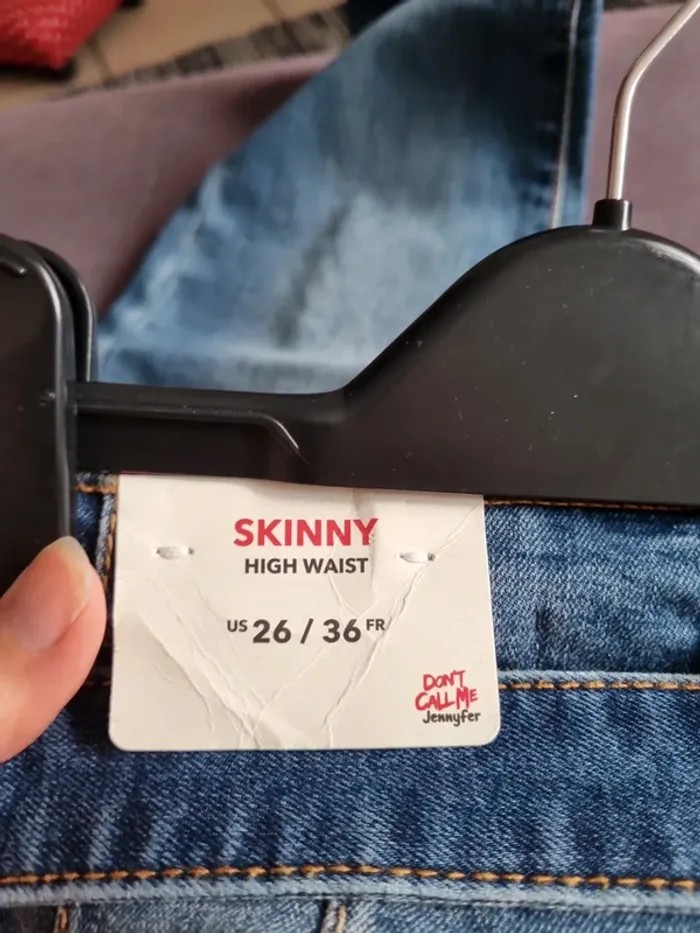 SKINNY
HIGH WAIST
US 26 / 36 FR
DON'T
CALL ME
Jennyfer